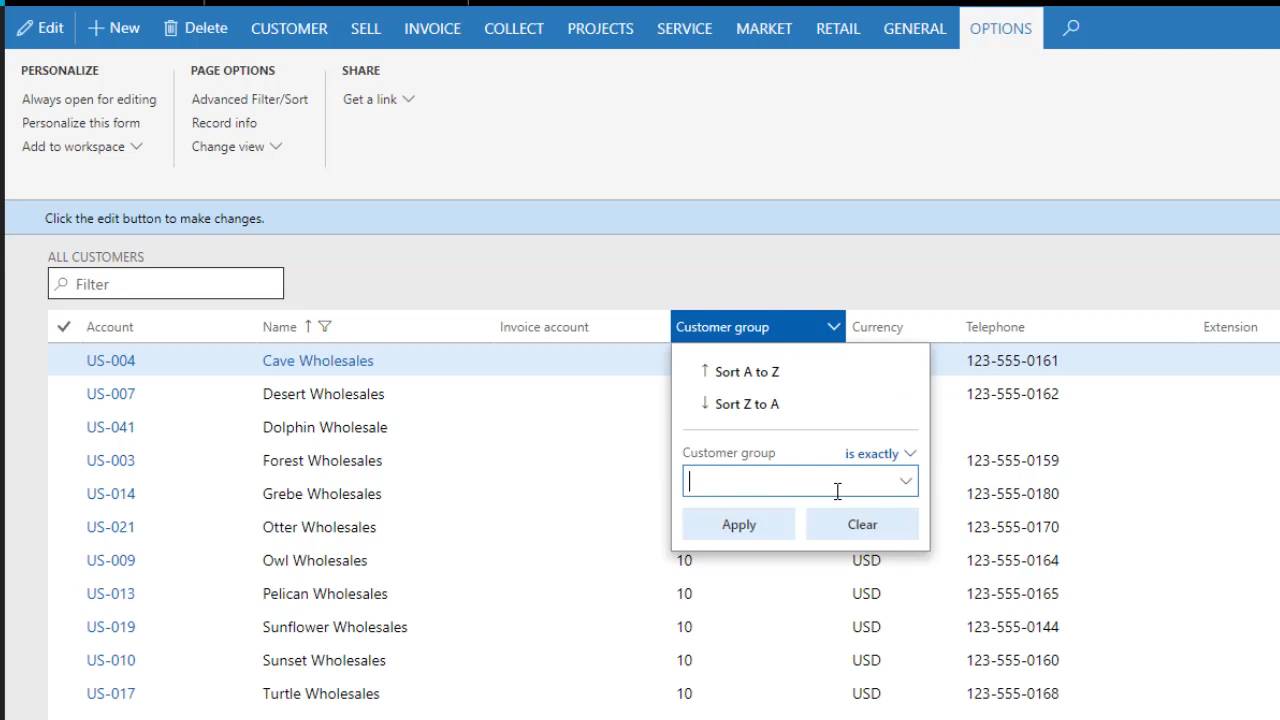 Edit New Delete CUSTOMER SELL INVOICE COLLECT PROJECTS SERVICE MARKET RETAIL GENERAL OPTIONS
PERSONALIZE PAGE OPTIONS SHARE
Always open for editing Advanced Filter/Sort Get a link
Personalize this form Record info
Add to workspace Change view
Click the edit button to make changes.
ALL CUSTOMERS
Filter
Account Name Invoice account Customer group Currency Telephone Extension
US-004 Cave Wholesales 123-555-0161
Sort A to Z
US-007 Desert Wholesales 123-555-0162
Sort Z to A
US-041 Dolphin Wholesale
Customer group is exactly
US-003 Forest Wholesales 123-555-0159
US-014 Grebe Wholesales 123-555-0180
US-021 Otter Wholesales Apply Clear 123-555-0170
US-009 Owl Wholesales 10 USD 123-555-0164
US-013 Pelican Wholesales 10 USD 123-555-0165
US-019 Sunflower Wholesales 10 USD 123-555-0144
US-010 Sunset Wholesales 10 USD 123-555-0160
US-017 Turtle Wholesales 10 USD 123-555-0168